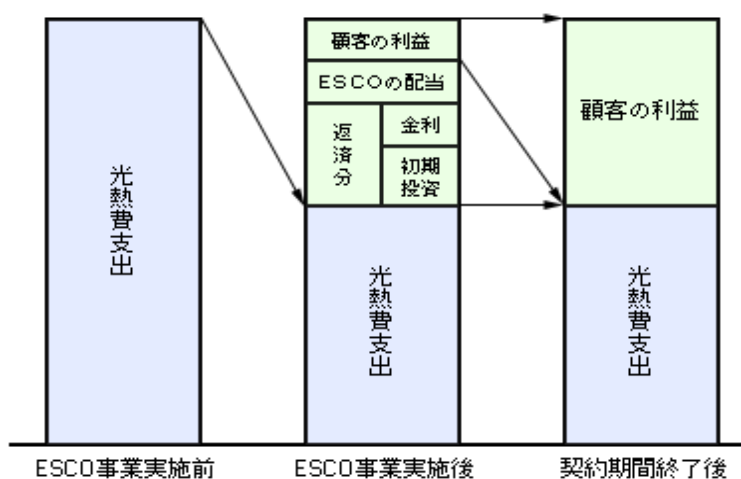 光熱費支出
ESCO事業実施前
顧客の利益
ESCOの配当
返済分
金利
初期
投資
光熱費支出
ESCO事業実施後
顧客の利益
光熱費支出
契約期間終了後